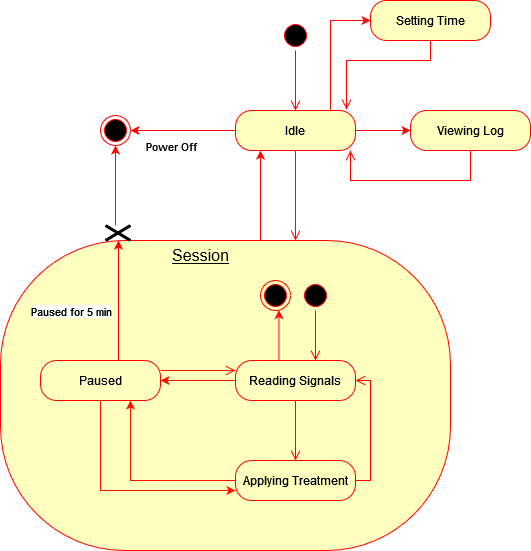 Setting Time
Idle
Viewing Log
Power Off
Session
Paused for 5 min
Paused
Reading Signals
Applying Treatment